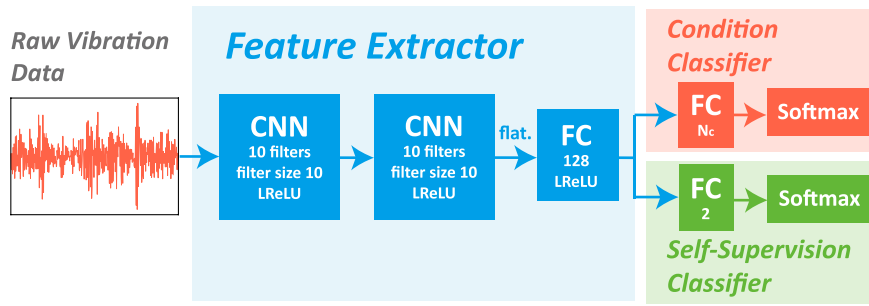 Raw Vibration
Data
Feature Extractor
CNN
10 filters
filter size 10
LReLU
CNN
10 filters
filter size 10
LReLU
flat.
FC
128
LReLU
Condition
Classifier
FC
Nc
Softmax
FC
2
Softmax
Self-Supervision
Classifier